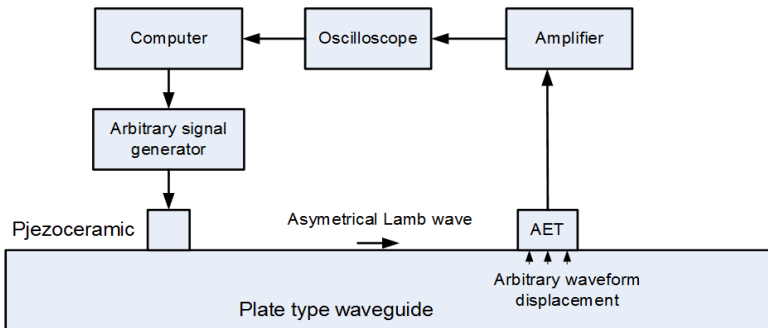 Computer
Oscilloscope
Amplifier
Arbitrary signal
generator
Pjezoceramic
Asymetrical Lamb wave
AET
Arbitrary waveform
displacement
Plate type waveguide